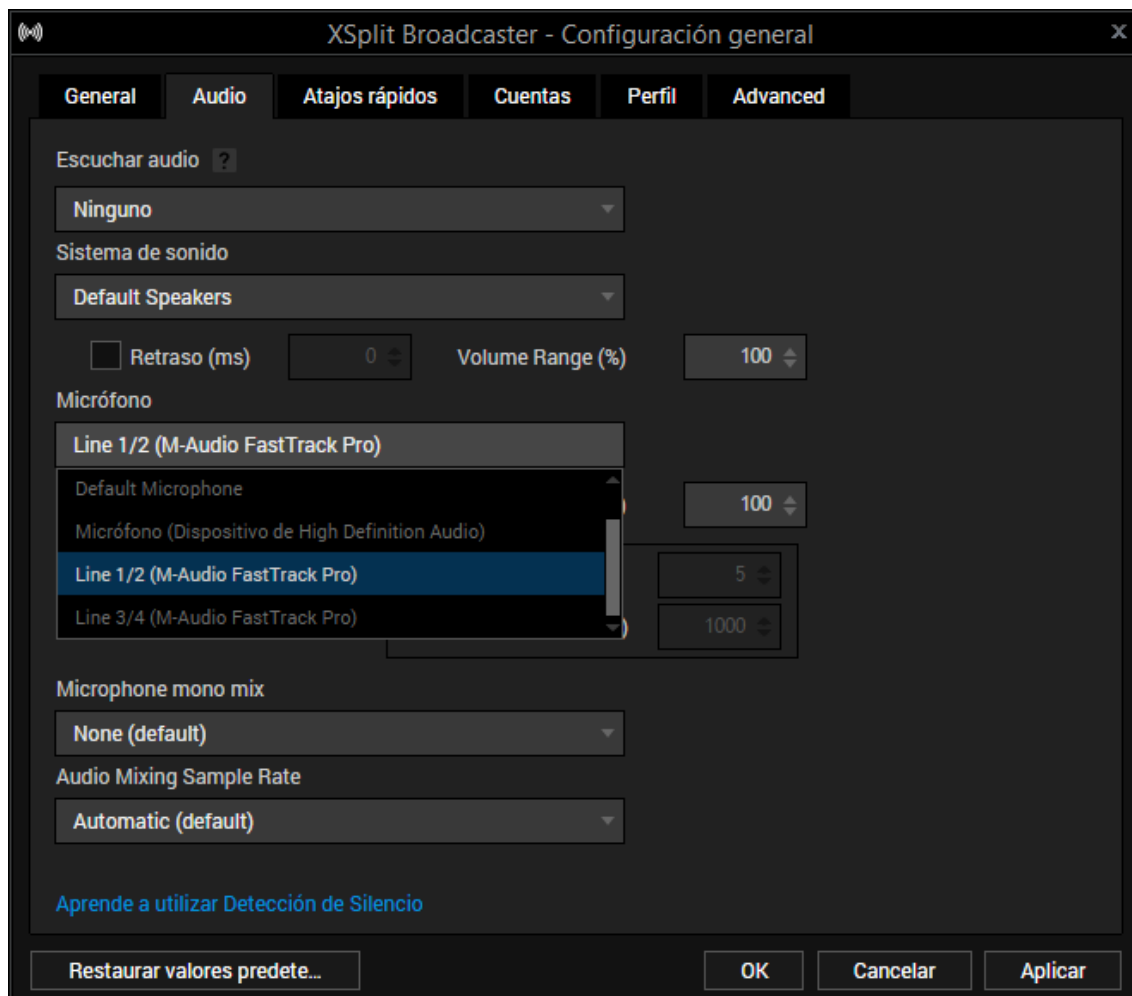 XSplit Broadcaster - Configuración general
x
General Audio Atajos rápidos Cuentas Perfil Advanced
Escuchar audio ?
Ninguno
Sistema de sonido
Default Speakers
Retraso (ms) 0 Volume Range (%) 100
Micrófono
Line 1/2 (M-Audio FastTrack Pro)
Default Microphone
) 100
Micrófono (Dispositivo de High Definition Audio)
Line 1/2 (M-Audio FastTrack Pro) 5
Line 3/4 (M-Audio FastTrack Pro) ) 1000
Microphone mono mix
None (default)
Audio Mixing Sample Rate
Automatic (default)
Aprende a utilizar Detección de Silencio
Restaurar valores predete... OK Cancelar Aplicar